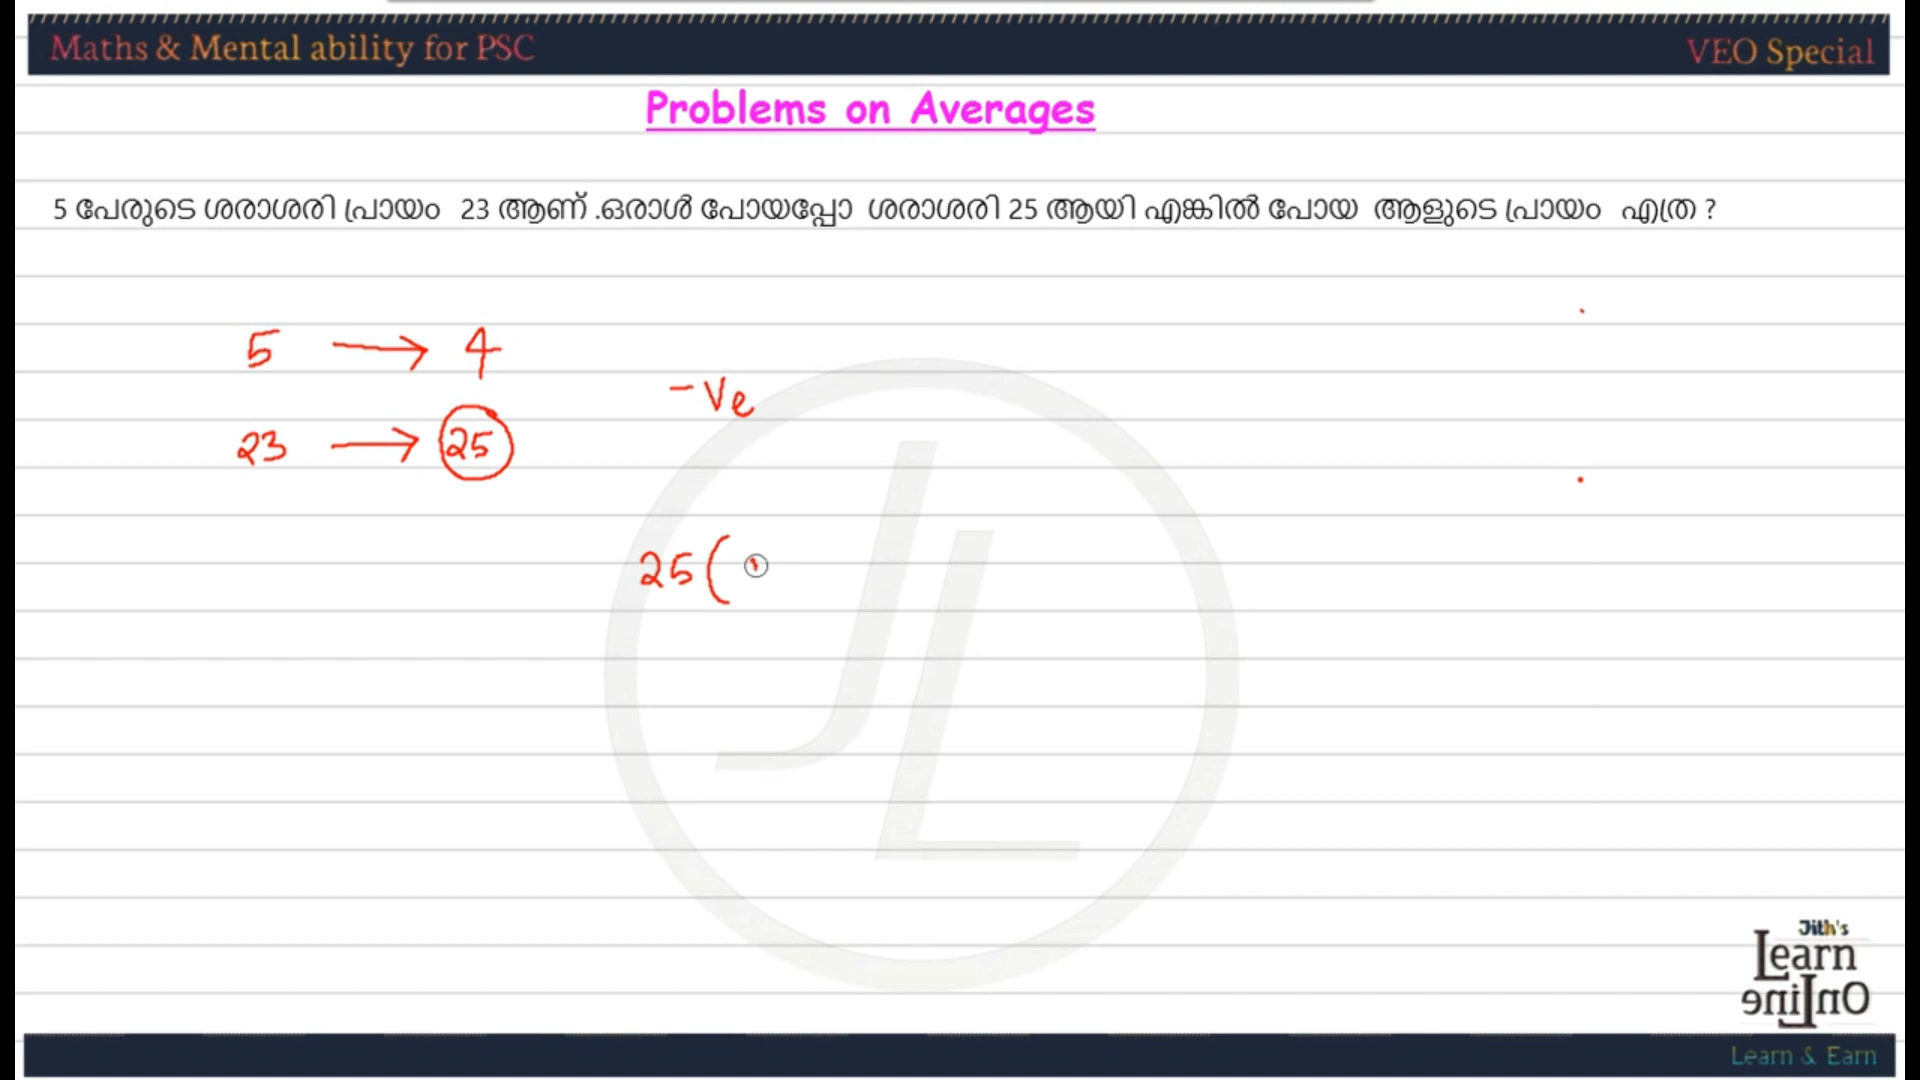 Maths & Mental ability for PSC
VEO Special
Problems on Averages
5 പേരുടെ ശരാശരി പ്രായം 23 ആണ് .ഒരാൾ പോയപ്പോ ശരാശരി 25 ആയി എങ്കിൽ പോയ ആളുടെ പ്രായം എത്ര ?
5 → 4
-Ve
23 → 25
25 (
JL
Jith's
Learn
OnLine
Learn & Earn